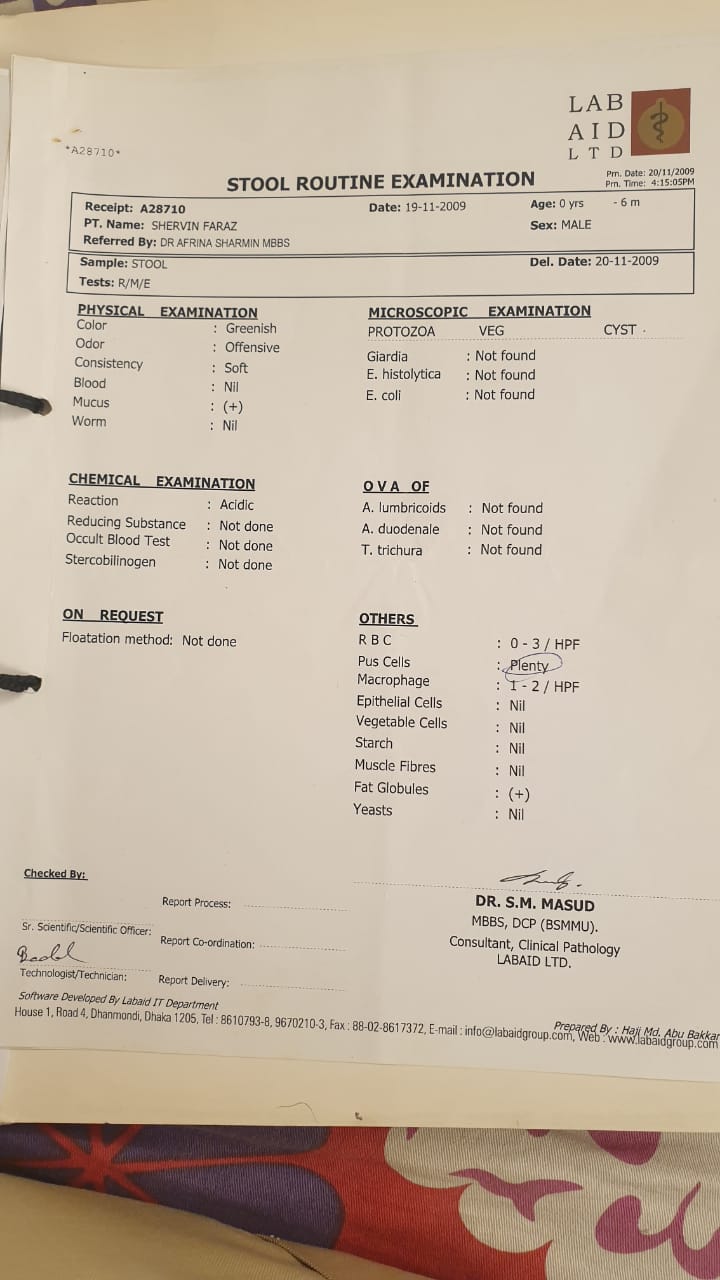 LAB
AID
LTD
*A28710*
STOOL ROUTINE EXAMINATION
Prn. Date: 20/11/2009
Prn. Time: 4:15:05PM
Receipt: A28710 Date: 19-11-2009 Age: 0 yrs - 6 m
PT. Name: SHERVIN FARAZ Sex: MALE
Referred By: DR AFRINA SHARMIN MBBS
Sample: STOOL Del. Date: 20-11-2009
Tests: R/M/E
PHYSICAL EXAMINATION
Color : Greenish
Odor : Offensive
Consistency : Soft
Blood : Nil
Mucus : (+)
Worm : Nil
MICROSCOPIC EXAMINATION
PROTOZOA VEG CYST
Giardia : Not found
E. histolytica : Not found
E. coli : Not found
CHEMICAL EXAMINATION
Reaction : Acidic
Reducing Substance : Not done
Occult Blood Test : Not done
Stercobilinogen : Not done
OVA OF
A. lumbricoids : Not found
A. duodenale : Not found
T. trichura : Not found
ON REQUEST
Floatation method: Not done
OTHERS
R B C : 0 - 3 / HPF
Pus Cells : Plenty
Macrophage : 1 - 2 / HPF
Epithelial Cells : Nil
Vegetable Cells : Nil
Starch : Nil
Muscle Fibres : Nil
Fat Globules : (+)
Yeasts : Nil
Checked By:
Report Process:
Sr. Scientific/Scientific Officer:
Report Co-ordination:
Technologist/Technician:
Report Delivery:
DR. S.M. MASUD
MBBS, DCP (BSMMU).
Consultant, Clinical Pathology
LABAID LTD.
Software Developed By Labaid IT Department
Prepared By : Haji Md. Abu Bakkar
House 1, Road 4, Dhanmondi, Dhaka 1205, Tel : 8610793-8, 9670210-3, Fax : 88-02-8617372, E-mail : info@labaidgroup.com, Web : www.labaidgroup.com